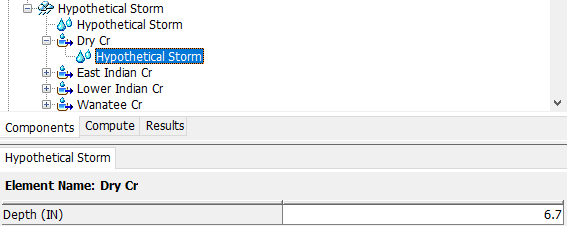 Hypothetical Storm
Hypothetical Storm
Dry Cr
Hypothetical Storm
East Indian Cr
Lower Indian Cr
Wanatee Cr
Components Compute Results
Hypothetical Storm
Element Name: Dry Cr
Depth (IN) 6.7